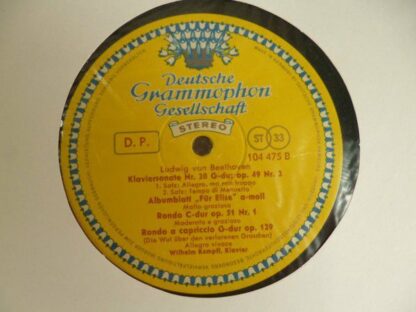 Deutsche
Grammophon
Gesellschaft
STEREO
D. P.
ST 33
104 475 B
Ludwig van Beethoven
Klaviersonate Nr. 20 G-du; op. 49 Nr. 2
1. Satz: Allegro, ma non troppo
2. Satz: Tempo di Menuetto
Albumblatt „Für Elise" a-moll
Molto grazioso
Rondo C-dur op. 51 Nr. 1
Moderato e grazioso
Rondo a capriccio G-dur op. 129
(Die Wut über den verlorenen Groschen)
Allegro vivace
Wilhelm Kempff, Klavier